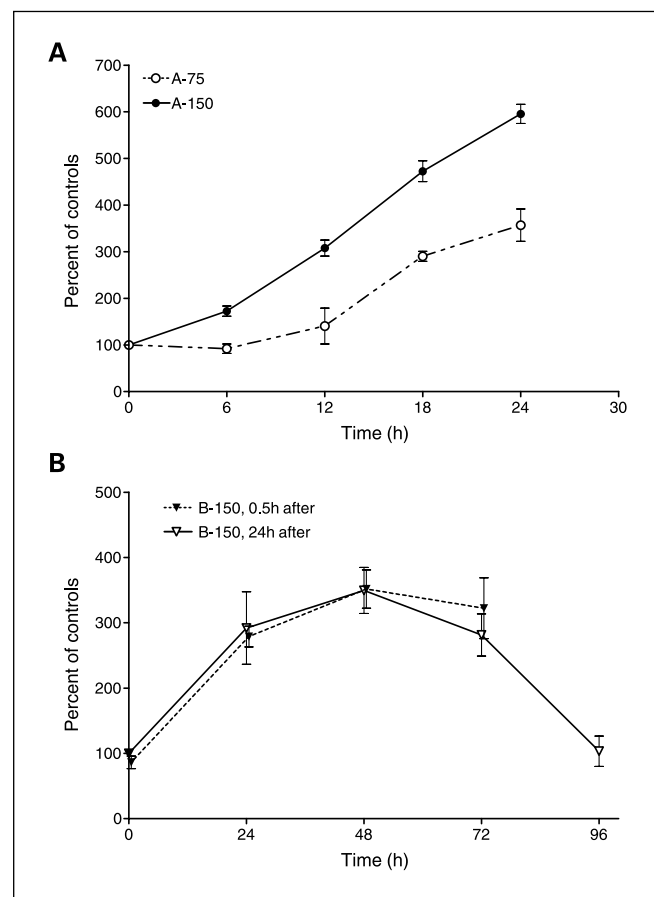 A
700
600
500
400
300
200
100
0
Percent of controls
A-75
A-150
0 6 12 18 24 30
Time (h)
B
500
400
300
200
100
0
Percent of controls
B-150, 0.5h after
B-150, 24h after
0 24 48 72 96
Time (h)